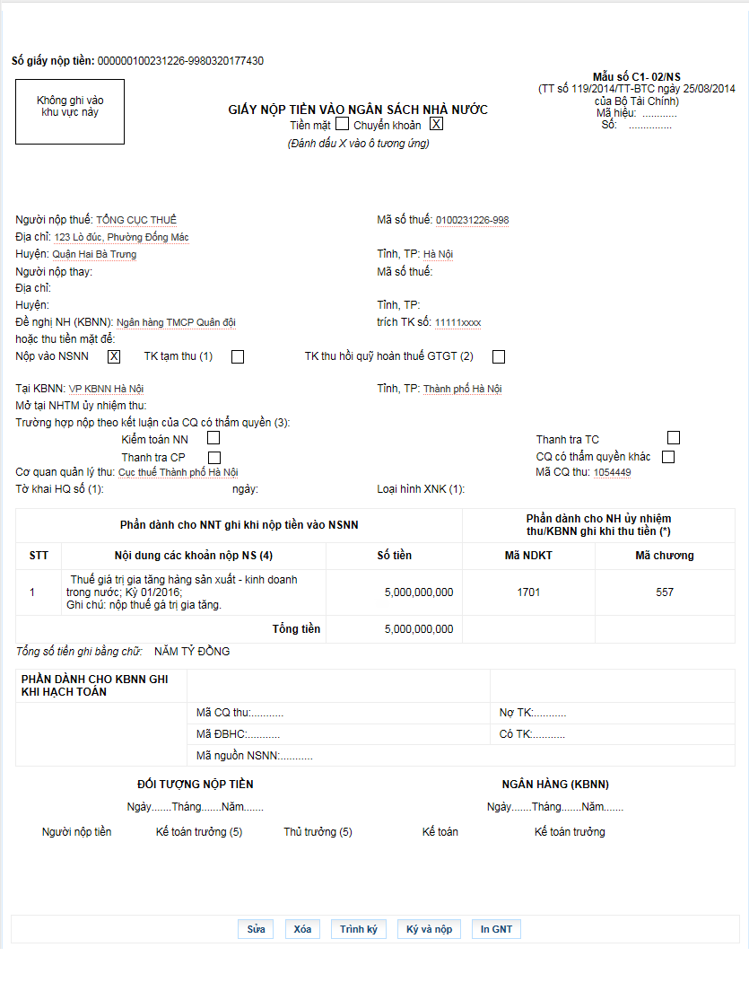 Số giấy nộp tiền: 000000100231226-9980320177430
Không ghi vào
khu vực này
Mẫu số C1- 02/NS
(TT số 119/2014/TT-BTC ngày 25/08/2014
của Bộ Tài Chính)
Mã hiệu: ............
Số: ...............
GIẤY NỘP TIỀN VÀO NGÂN SÁCH NHÀ NƯỚC
Tiền mặt Chuyển khoản X
(Đánh dấu X vào ô tương ứng)
Người nộp thuế: TỔNG CỤC THUẾ Mã số thuế: 0100231226-998
Địa chỉ: 123 Lò đúc, Phường Đống Mác
Huyện: Quận Hai Bà Trưng Tỉnh, TP: Hà Nội
Người nộp thay: Mã số thuế:
Địa chỉ:
Huyện: Tỉnh, TP:
Đề nghị NH (KBNN): Ngân hàng TMCP Quân đội trích TK số: 11111xxxx
hoặc thu tiền mặt để:
Nộp vào NSNN X TK tạm thu (1) TK thu hồi quỹ hoàn thuế GTGT (2)
Tại KBNN: VP KBNN Hà Nội Tỉnh, TP: Thành phố Hà Nội
Mở tại NHTM ủy nhiệm thu:
Trường hợp nộp theo kết luận của CQ có thẩm quyền (3):
Kiểm toán NN Thanh tra TC
Thanh tra CP CQ có thẩm quyền khác
Cơ quan quản lý thu: Cục thuế Thành phố Hà Nội Mã CQ thu: 1054449
Tờ khai HQ số (1): ngày: Loại hình XNK (1):
Phần dành cho NNT ghi khi nộp tiền vào NSNN
Phần dành cho NH ủy nhiệm
thu/KBNN ghi khi thu tiền (*)
STT Nội dung các khoản nộp NS (4) Số tiền Mã NDKT Mã chương
1 Thuế giá trị gia tăng hàng sản xuất - kinh doanh
trong nước; Kỳ 01/2016; 5,000,000,000 1701 557
Ghi chú: nộp thuế gá trị gia tăng.
Tổng tiền 5,000,000,000
Tổng số tiền ghi bằng chữ: NĂM TỶ ĐỒNG
PHẦN DÀNH CHO KBNN GHI
KHI HẠCH TOÁN
Mã CQ thu:........... Nợ TK:...........
Mã ĐBHC:........... Có TK:...........
Mã nguồn NSNN:...........
ĐỐI TƯỢNG NỘP TIỀN NGÂN HÀNG (KBNN)
Ngày.......Tháng.......Năm....... Ngày.......Tháng.......Năm.......
Người nộp tiền Kế toán trưởng (5) Thủ trưởng (5) Kế toán Kế toán trưởng
Sửa Xóa Trình ký Ký và nộp In GNT